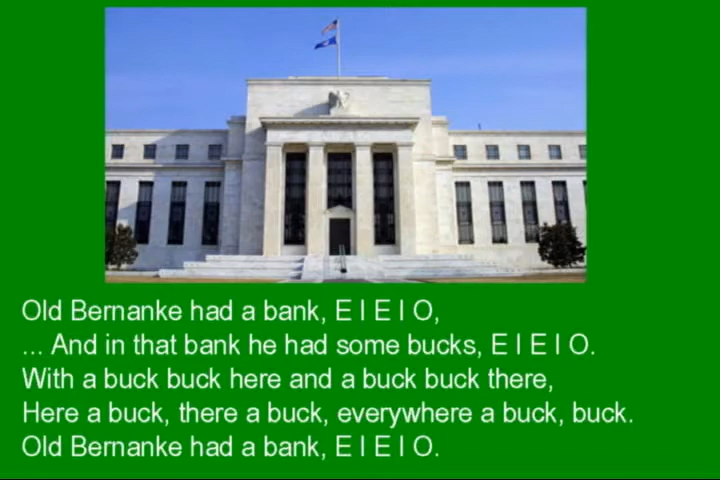 Old Bernanke had a bank, E I E I O,
... And in that bank he had some bucks, E I E I O.
With a buck buck here and a buck buck there,
Here a buck, there a buck, everywhere a buck, buck.
Old Bernanke had a bank, E I E I O.